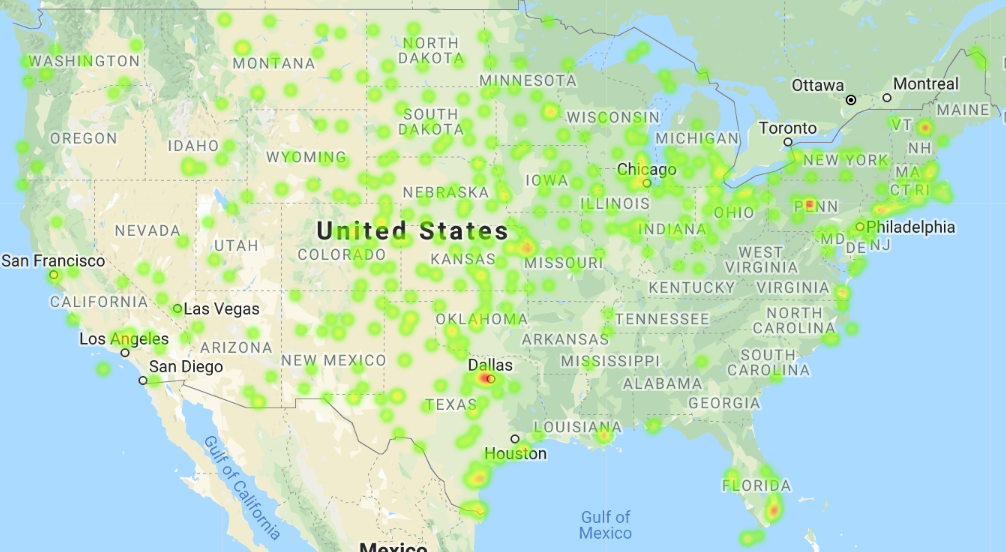 WASHINGTON
MONTANA
NORTH
DAKOTA
MINNESOTA
Ottawa
Montreal
MAINE
OREGON
IDAHO
SOUTH
DAKOTA
WISCONSIN
MICHIGAN
Toronto
VT
NH
WYOMING
IOWA
Chicago
NEW YORK
MA
CT RI
NEBRASKA
ILLINOIS
INDIANA
OHIO
PENN
Philadelphia
NEVADA
UTAH
United States
COLORADO
KANSAS
MISSOURI
WEST
VIRGINIA
MD
DE
NJ
San Francisco
CALIFORNIA
Las Vegas
KENTUCKY
VIRGINIA
Los Angeles
San Diego
ARIZONA
NEW MEXICO
OKLAHOMA
ARKANSAS
TENNESSEE
NORTH
CAROLINA
Dallas
MISSISSIPPI
SOUTH
CAROLINA
TEXAS
ALABAMA
GEORGIA
LOUISIANA
Houston
Gulf of
California
FLORIDA
Gulf of
Mexico
Mexico